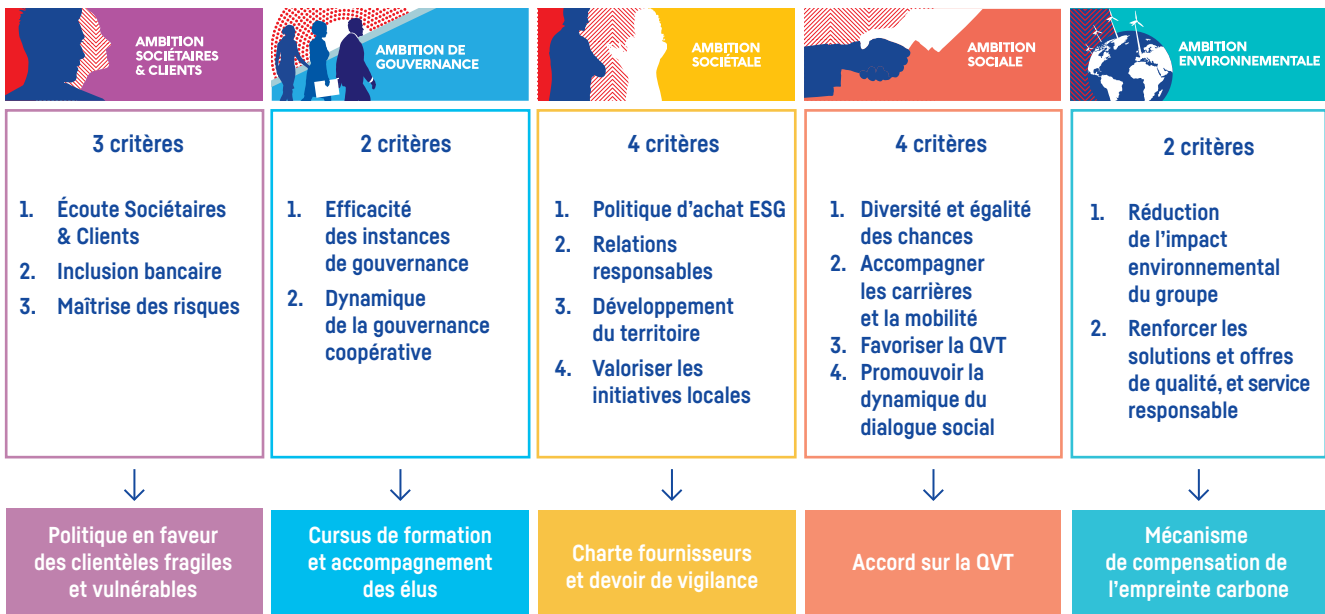 AMBITION
SOCIÉTAIRES
& CLIENTS
3 critères
1. Écoute Sociétaires
& Clients
2. Inclusion bancaire
3. Maîtrise des risques
Politique en faveur
des clientèles fragiles
et vulnérables
AMBITION DE
GOUVERNANCE
2 critères
1. Efficacité
des instances
de gouvernance
2. Dynamique
de la gouvernance
coopérative
Cursus de formation
et accompagnement
des élus
AMBITION
SOCIÉTALE
4 critères
1. Politique d'achat ESG
2. Relations
responsables
3. Développement
du territoire
4. Valoriser les
initiatives locales
Charte fournisseurs
et devoir de vigilance
AMBITION
SOCIALE
4 critères
1. Diversité et égalité
des chances
2. Accompagner
les carrières
et la mobilité
3. Favoriser la QVT
4. Promouvoir la
dynamique du
dialogue social
Accord sur la QVT
AMBITION
ENVIRONNEMENTALE
2 critères
1. Réduction
de l'impact
environnemental
du groupe
2. Renforcer les
solutions et offres
de qualité, et service
responsable
Mécanisme
de compensation de
l'empreinte carbone